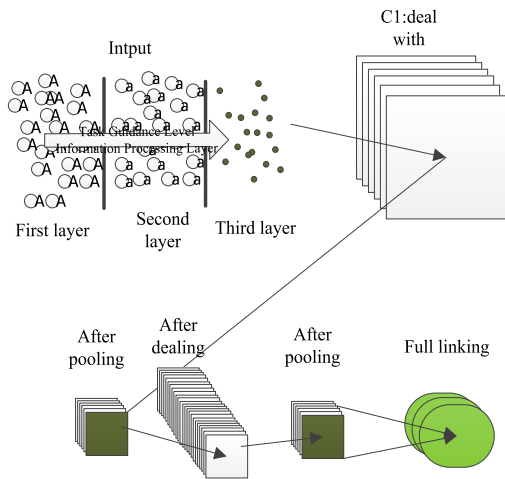 Intput
C1:deal
with
A A A A A A A A A A A A A A A A A A
a a a a a a a a a a a a a a a a a
Task Guidance Level
Information Processing Layer
First layer
Second
layer
Third layer
After
pooling
After
dealing
After
pooling
Full linking